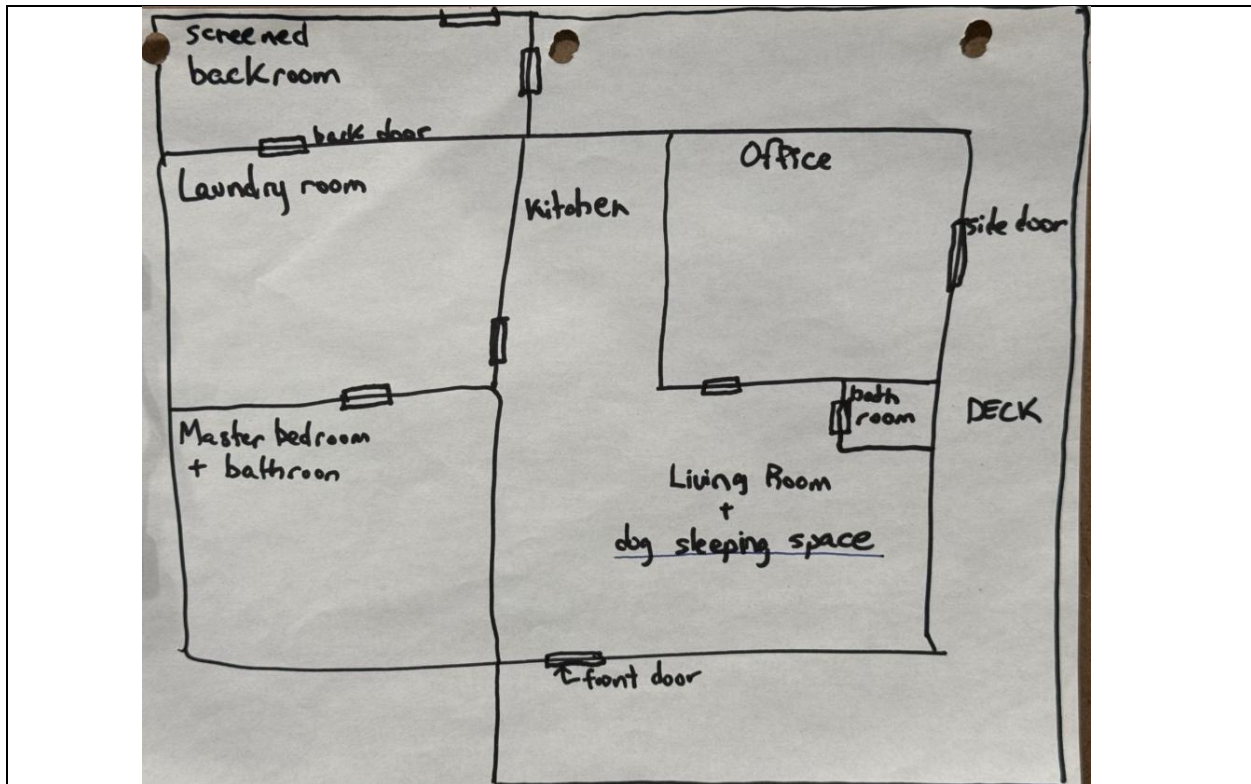 screened
backroom
back door
Laundry room
Kitchen
Office
side door
Master bedroom
+ bathroom
bath
room
DECK
Living Room
+
dog sleeping space
front door